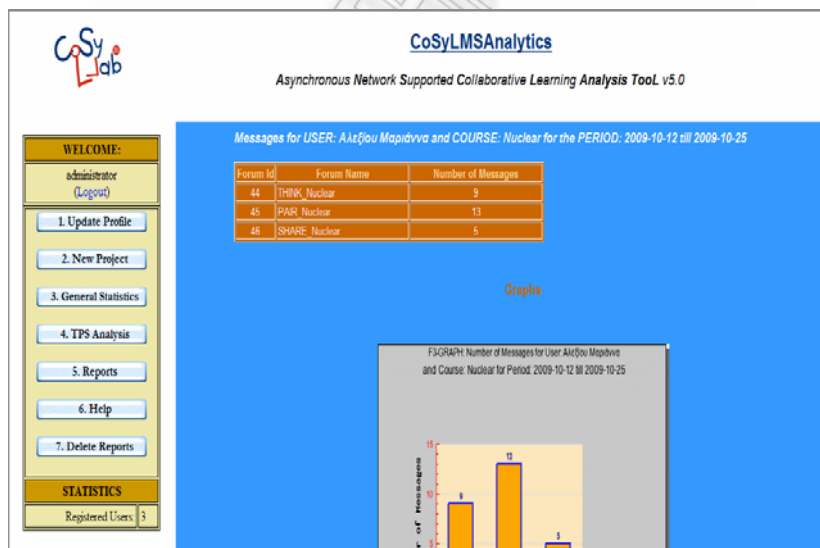 CoSy Lab
CoSyLMSAnalytics
Asynchronous Network Supported Collaborative Learning Analysis TooL v5.0
WELCOME:
administrator
(Logout)
1. Update Profile
2. New Project
3. General Statistics
4. TPS Analysis
5. Reports
6. Help
7. Delete Reports
STATISTICS
Registered Users: 3
Messages for USER: Αλεξίου Μαριάννα and COURSE: Nuclear for the PERIOD: 2009-10-12 till 2009-10-25
Forum Id Forum Name Number of Messages
44 THINK_Nuclear 9
45 PAIR_Nuclear 13
46 SHARE_Nuclear 5
Graphs
F3-GRAPH: Number of Messages for User: Αλεξίου Μαριάννα
and Course: Nuclear for Period: 2009-10-12 till 2009-10-25
15
13
10
9
5
5
of Messages